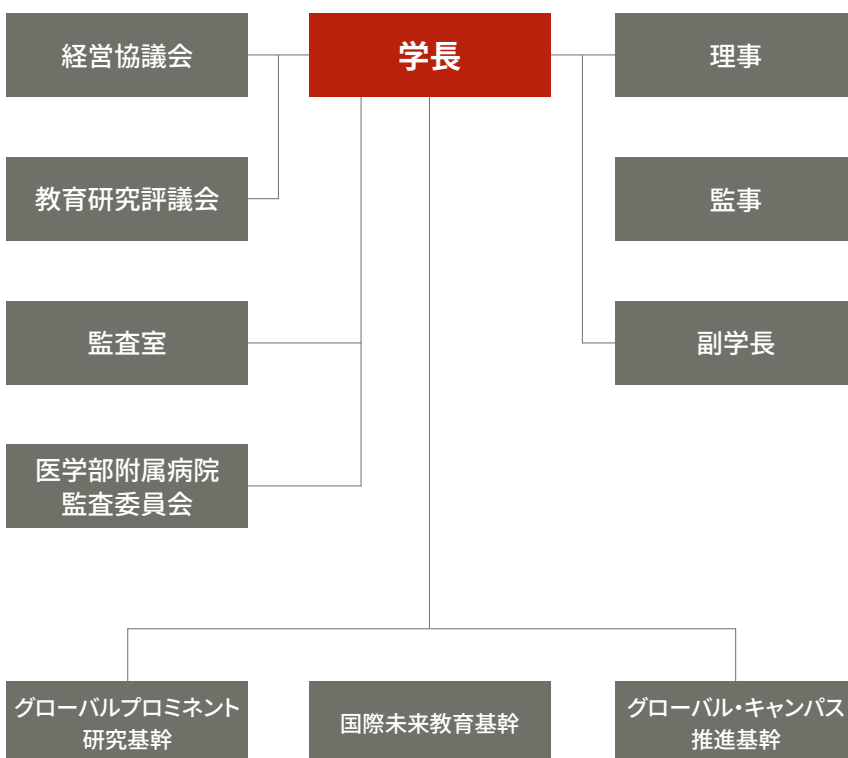 経営協議会
学長
理事
教育研究評議会
監事
監査室
副学長
医学部附属病院
監査委員会
グローバルプロミネント
研究基幹
国際未来教育基幹
グローバル・キャンパス
推進基幹